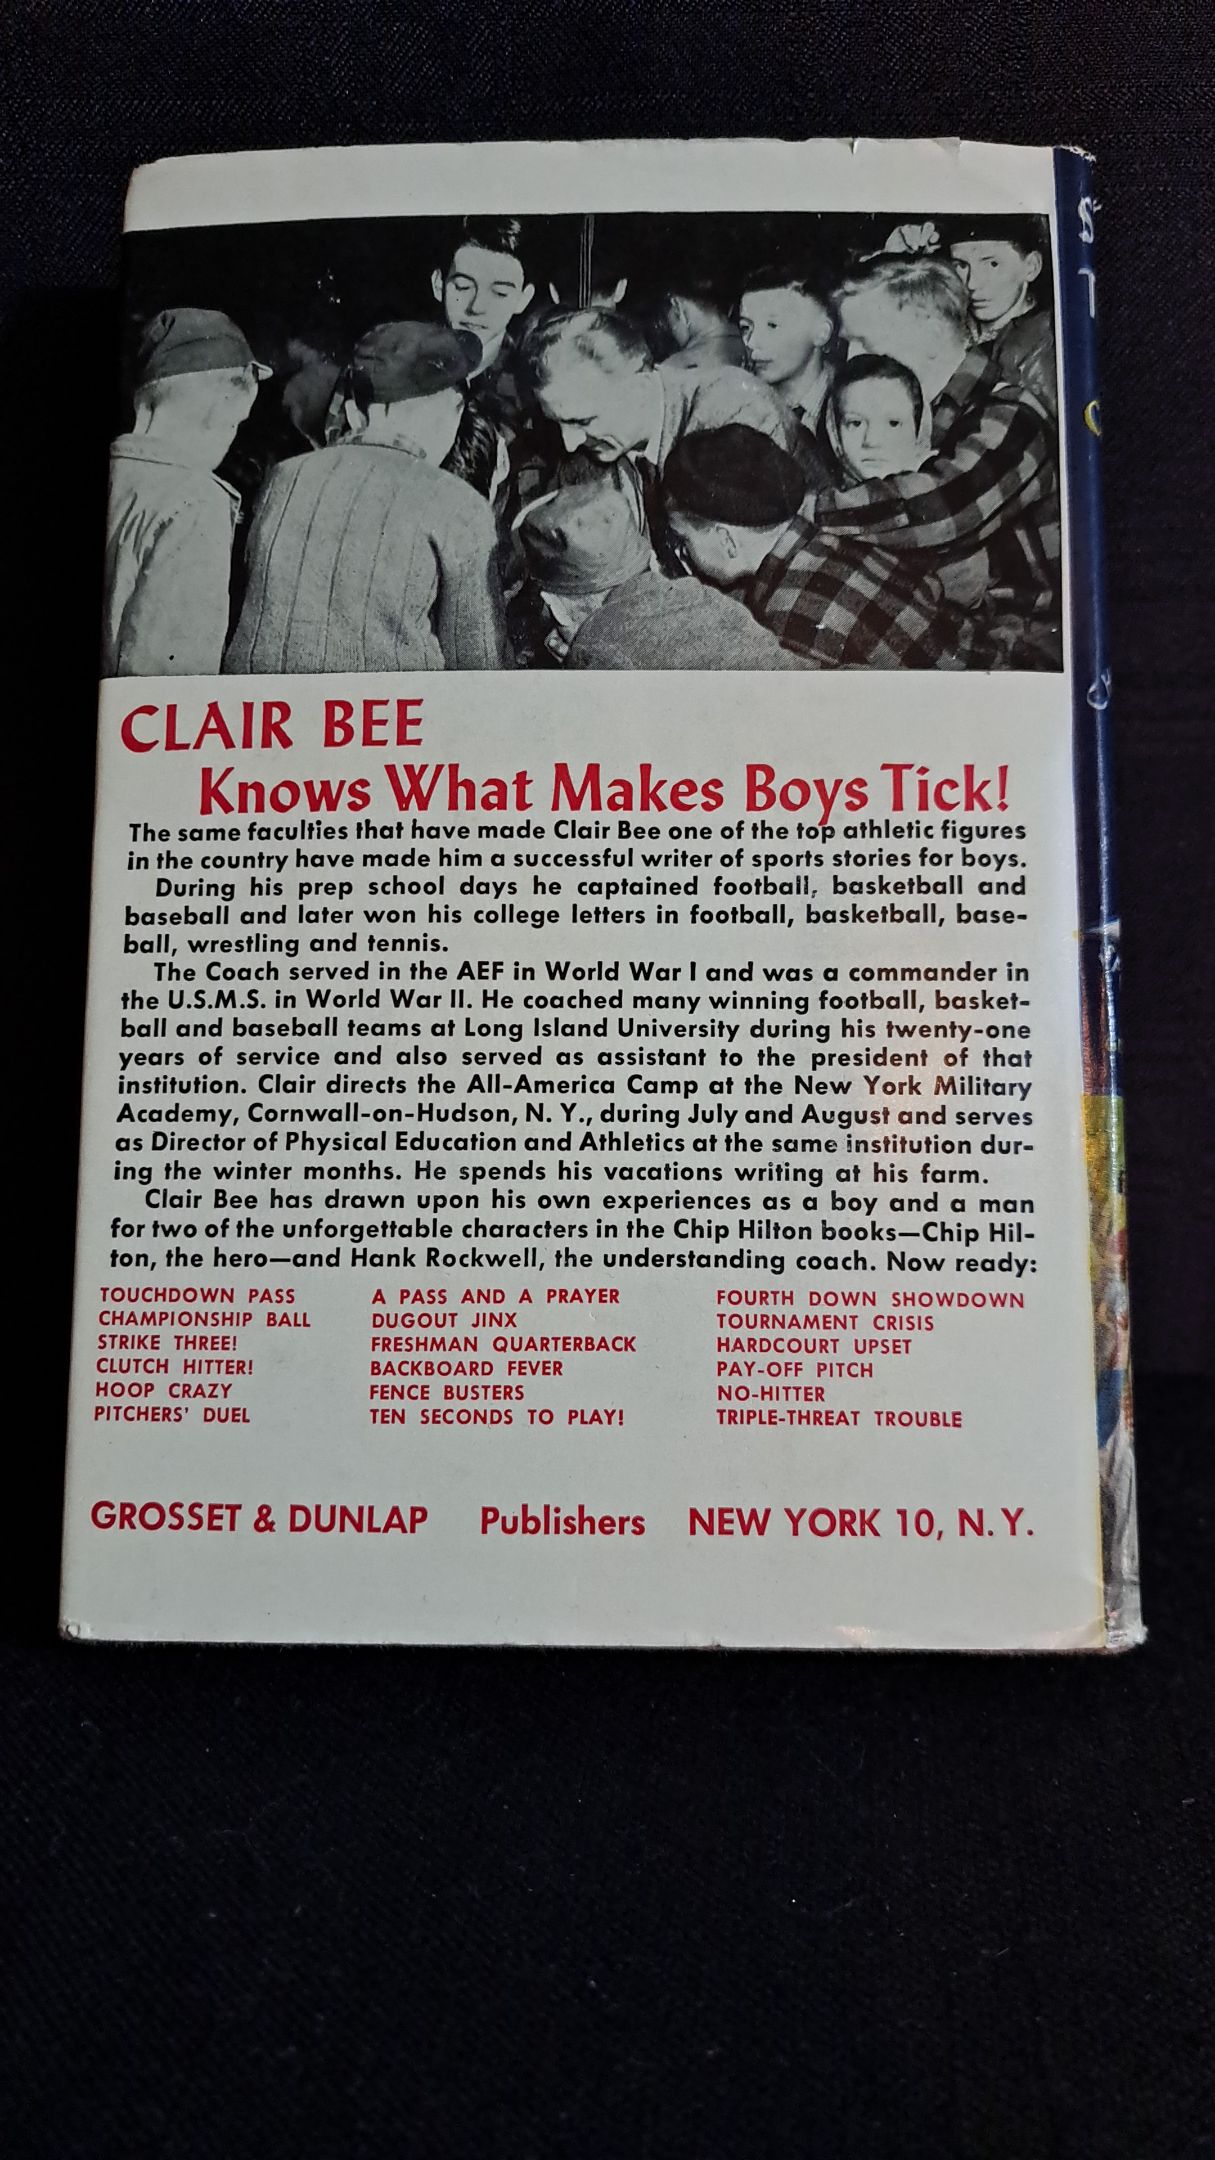 CLAIR BEE
Knows What Makes Boys Tick!
The same faculties that have made Clair Bee one of the top athletic figures
in the country have made him a successful writer of sports stories for boys.
During his prep school days he captained football, basketball and
baseball and later won his college letters in football, basketball, base-
ball, wrestling and tennis.
The Coach served in the AEF in World War I and was a commander in
the U.S.M.S. in World War II. He coached many winning football, basket-
ball and baseball teams at Long Island University during his twenty-one
years of service and also served as assistant to the president of that
institution. Clair directs the All-America Camp at the New York Military
Academy, Cornwall-on-Hudson, N. Y., during July and August and serves
as Director of Physical Education and Athletics at the same institution dur-
ing the winter months. He spends his vacations writing at his farm.
Clair Bee has drawn upon his own experiences as a boy and a man
for two of the unforgettable characters in the Chip Hilton books—Chip Hil-
ton, the hero—and Hank Rockwell, the understanding coach. Now ready:
TOUCHDOWN PASS
CHAMPIONSHIP BALL
STRIKE THREE!
CLUTCH HITTER!
HOOP CRAZY
PITCHERS' DUEL
A PASS AND A PRAYER
DUGOUT JINX
FRESHMAN QUARTERBACK
BACKBOARD FEVER
FENCE BUSTERS
TEN SECONDS TO PLAY!
FOURTH DOWN SHOWDOWN
TOURNAMENT CRISIS
HARDCOURT UPSET
PAY-OFF PITCH
NO-HITTER
TRIPLE-THREAT TROUBLE
GROSSET & DUNLAP Publishers NEW YORK 10, N. Y.